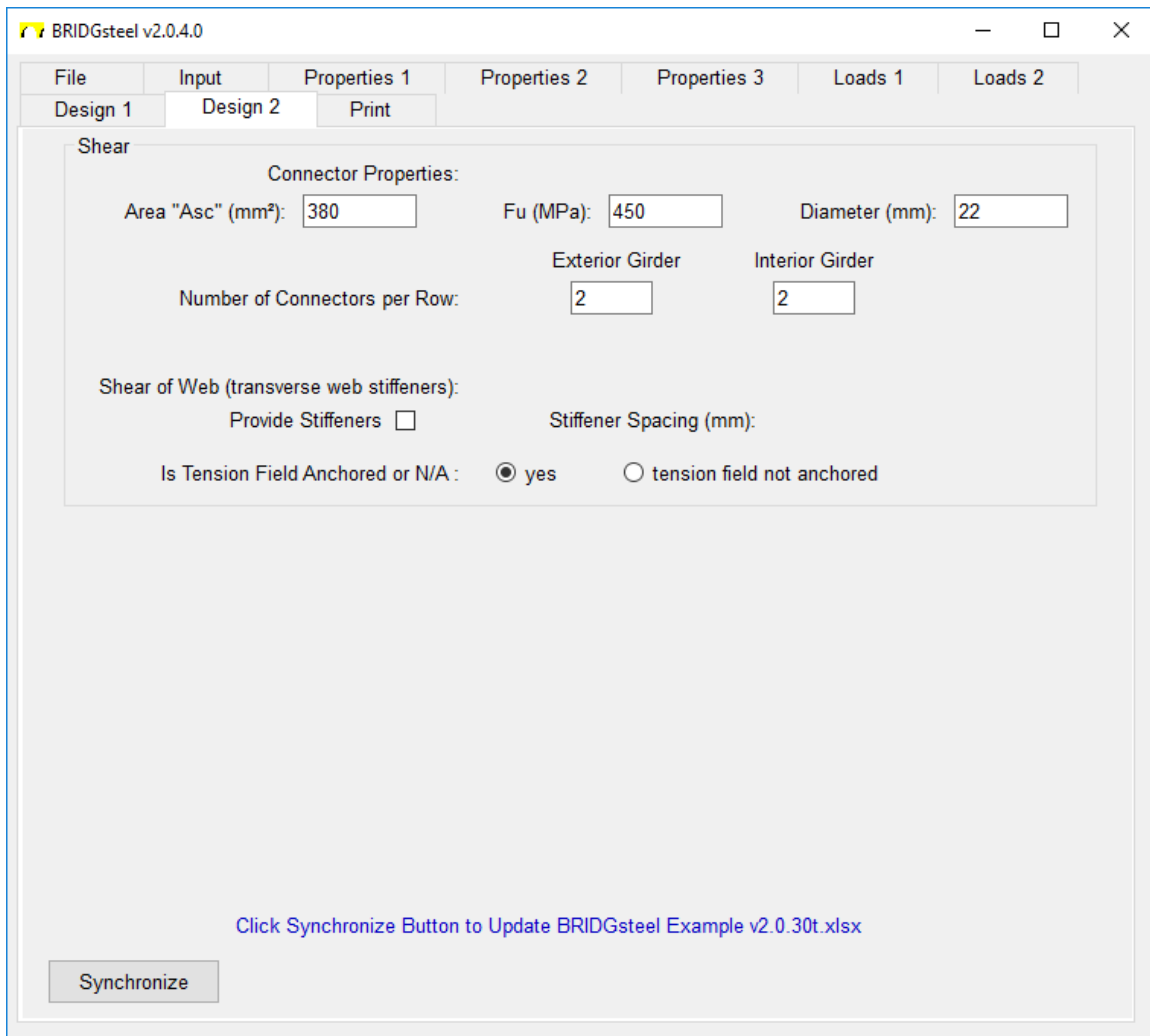 BRIDGsteel v2.0.4.0
File Input Properties 1 Properties 2 Properties 3 Loads 1 Loads 2
Design 1 Design 2 Print
Shear
Connector Properties:
Area "Asc" (mm²): 380 Fu (MPa): 450 Diameter (mm): 22
Exterior Girder Interior Girder
Number of Connectors per Row: 2 2
Shear of Web (transverse web stiffeners):
Provide Stiffeners Stiffener Spacing (mm):
Is Tension Field Anchored or N/A : yes tension field not anchored
Click Synchronize Button to Update BRIDGsteel Example v2.0.30t.xlsx
Synchronize